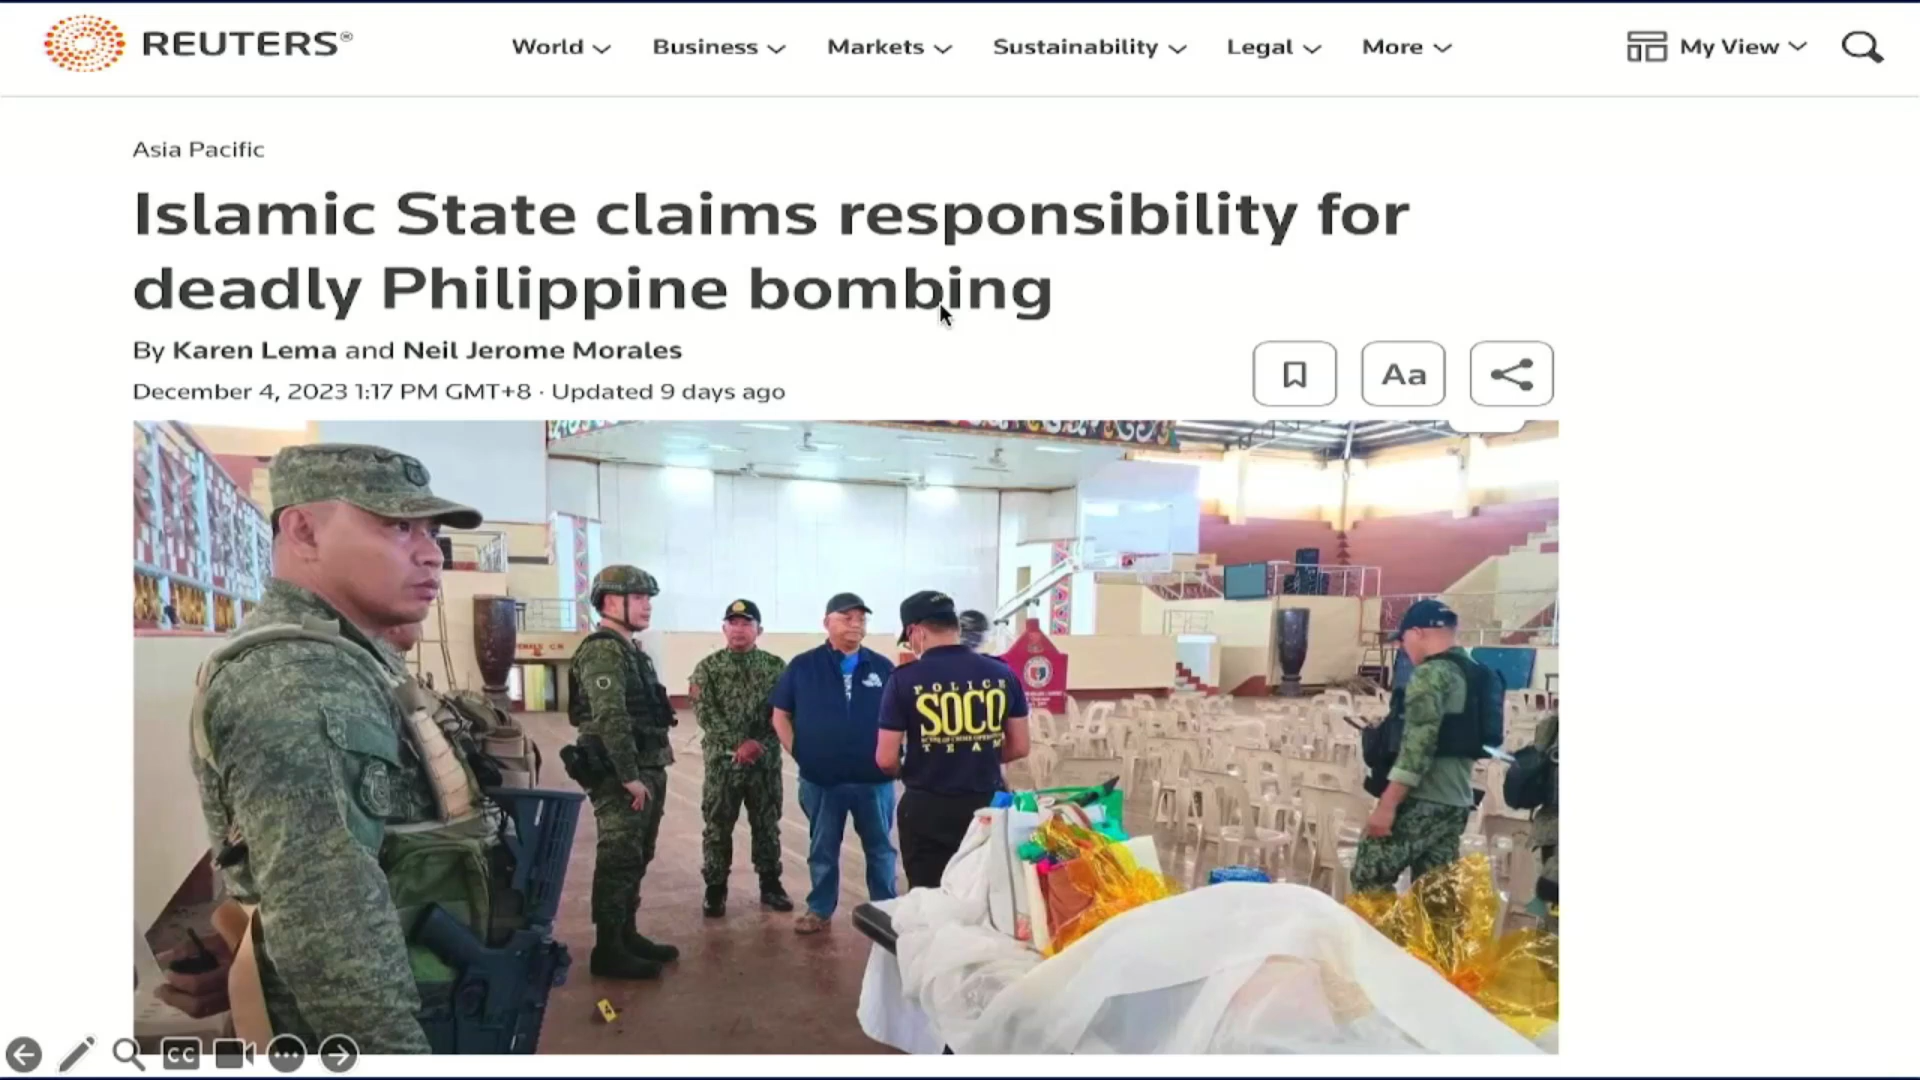 REUTERS®
World
Business
Markets
Sustainability
Legal
More
My View
Asia Pacific
Islamic State claims responsibility for
deadly Philippine bombing
By Karen Lema and Neil Jerome Morales
December 4, 2023 1:17 PM GMT+8 · Updated 9 days ago
Aa
POLICE
SOCO
TEAM
4
CC